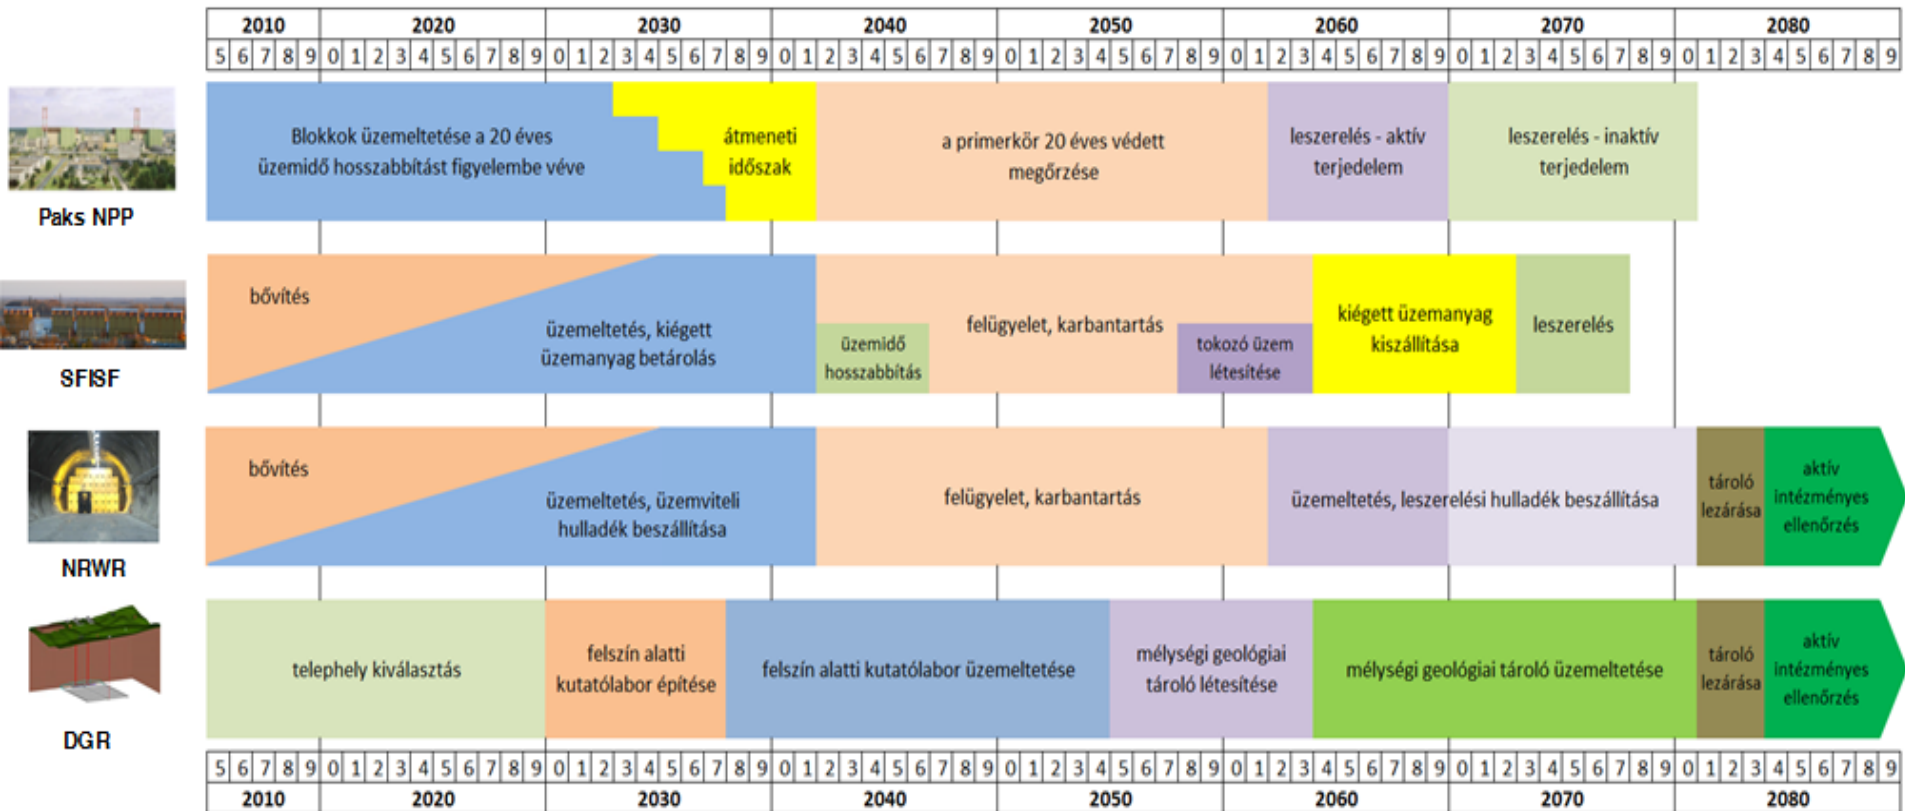 2010 2020 2030 2040 2050 2060 2070 2080
5 6 7 8 9 0 1 2 3 4 5 6 7 8 9 0 1 2 3 4 5 6 7 8 9 0 1 2 3 4 5 6 7 8 9 0 1 2 3 4 5 6 7 8 9 0 1 2 3 4 5 6 7 8 9 0 1 2 3 4 5 6 7 8 9 0 1 2 3 4 5 6 7 8 9
Paks NPP
Blokkok üzemeltetése a 20 éves
üzemidő hosszabbítást figyelembe véve
átmeneti
időszak
a primerkör 20 éves védett
megőrzése
leszerelés - aktív
terjedelem
leszerelés - inaktív
terjedelem
SFISF
bővítés
üzemeltetés, kiégett
üzemanyag betárolás
üzemidő
hosszabbítás
felügyelet, karbantartás
tokozó üzem
létesítése
kiégett üzemanyag
kiszállítása
leszerelés
NRWR
bővítés
üzemeltetés, üzemviteli
hulladék beszállítása
felügyelet, karbantartás
üzemeltetés, leszerelési hulladék beszállítása
tároló
lezárása
aktív
intézményes
ellenőrzés
DGR
telephely kiválasztás
felszín alatti
kutatólabor építése
felszín alatti kutatólabor üzemeltetése
mélységi geológiai
tároló létesítése
mélységi geológiai tároló üzemeltetése
tároló
lezárása
aktív
intézményes
ellenőrzés
5 6 7 8 9 0 1 2 3 4 5 6 7 8 9 0 1 2 3 4 5 6 7 8 9 0 1 2 3 4 5 6 7 8 9 0 1 2 3 4 5 6 7 8 9 0 1 2 3 4 5 6 7 8 9 0 1 2 3 4 5 6 7 8 9 0 1 2 3 4 5 6 7 8 9
2010 2020 2030 2040 2050 2060 2070 2080